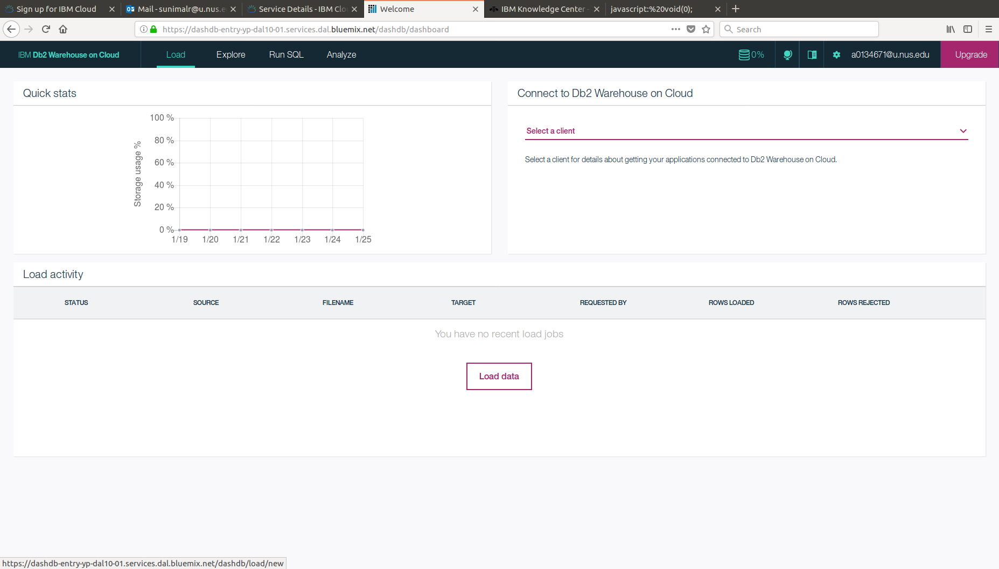 Sign up for IBM Cloud
Mail - sunimalr@u.nus.e
Service Details - IBM Clo
Welcome
IBM Knowledge Center -
javascript:%20void(0);
https://dashdb-entry-yp-dal10-01.services.dal.bluemix.net/dashdb/dashboard
Search
IBM Db2 Warehouse on Cloud
Load
Explore
Run SQL
Analyze
0%
a0134671@u.nus.edu
Upgrade
Quick stats
100 %
80 %
60 %
40 %
20 %
0 %
Storage usage %
1/19 1/20 1/21 1/22 1/23 1/24 1/25
Connect to Db2 Warehouse on Cloud
Select a client
Select a client for details about getting your applications connected to Db2 Warehouse on Cloud.
Load activity
STATUS SOURCE FILENAME TARGET REQUESTED BY ROWS LOADED ROWS REJECTED
You have no recent load jobs
Load data
https://dashdb-entry-yp-dal10-01.services.dal.bluemix.net/dashdb/load/new